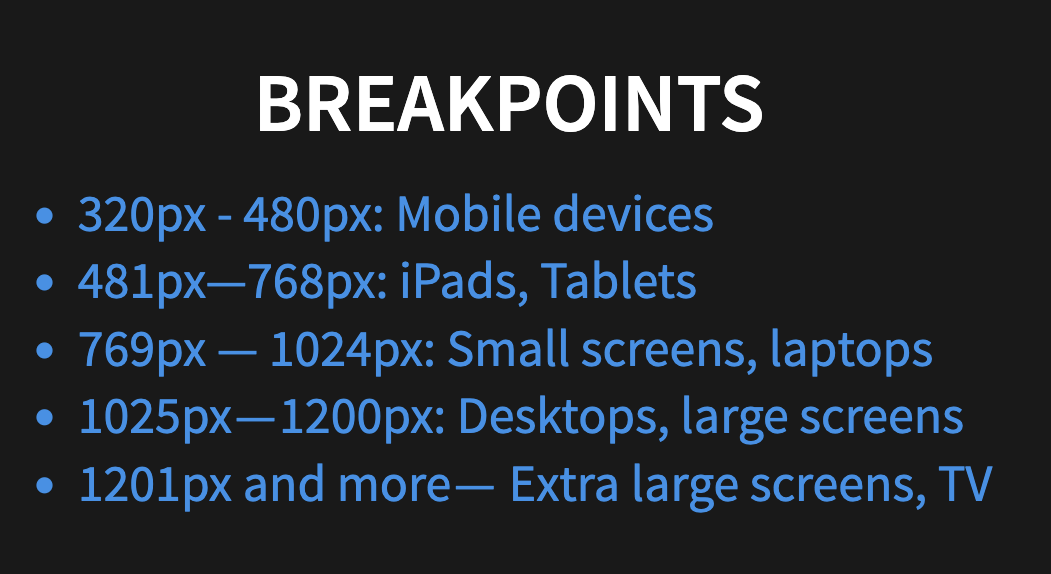 BREAKPOINTS
• 320px - 480px: Mobile devices
• 481px—768px: iPads, Tablets
• 769px — 1024px: Small screens, laptops
• 1025px—1200px: Desktops, large screens
• 1201px and more— Extra large screens, TV